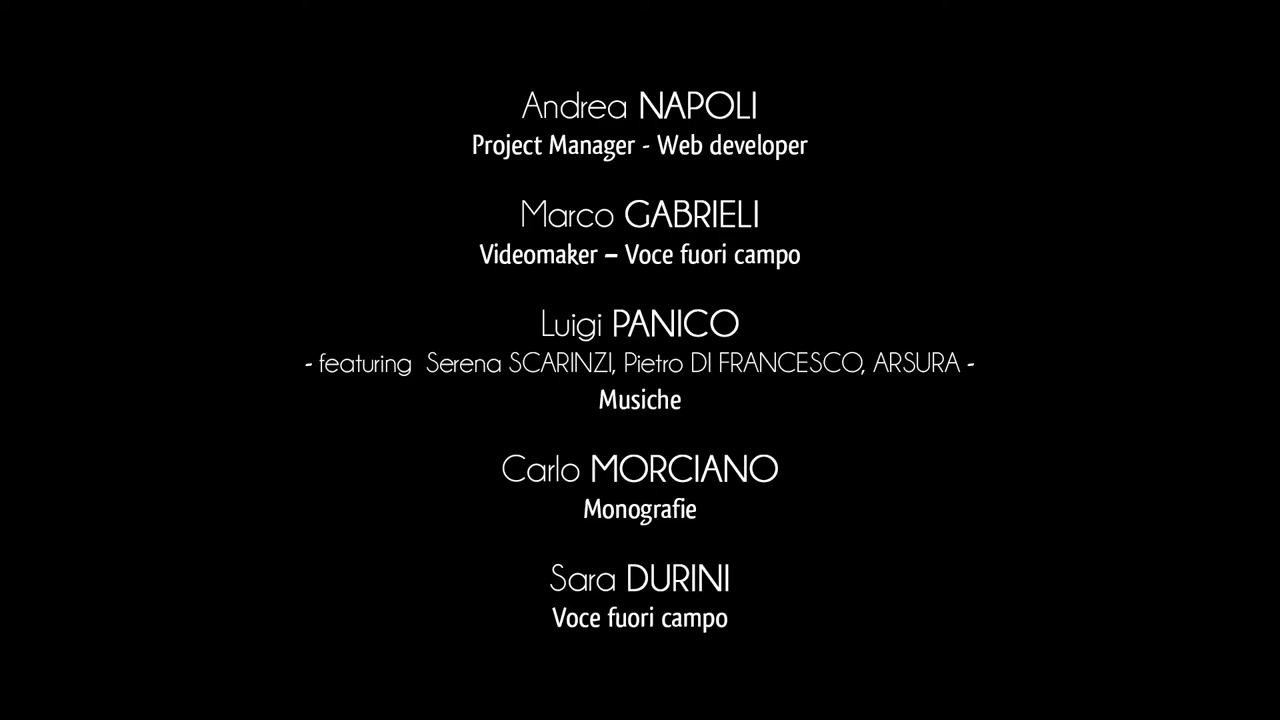 Andrea NAPOLI
Project Manager - Web developer
Marco GABRIELI
Videomaker – Voce fuori campo
Luigi PANICO
- featuring Serena SCARINZI, Pietro DI FRANCESCO, ARSURA -
Musiche
Carlo MORCIANO
Monografie
Sara DURINI
Voce fuori campo